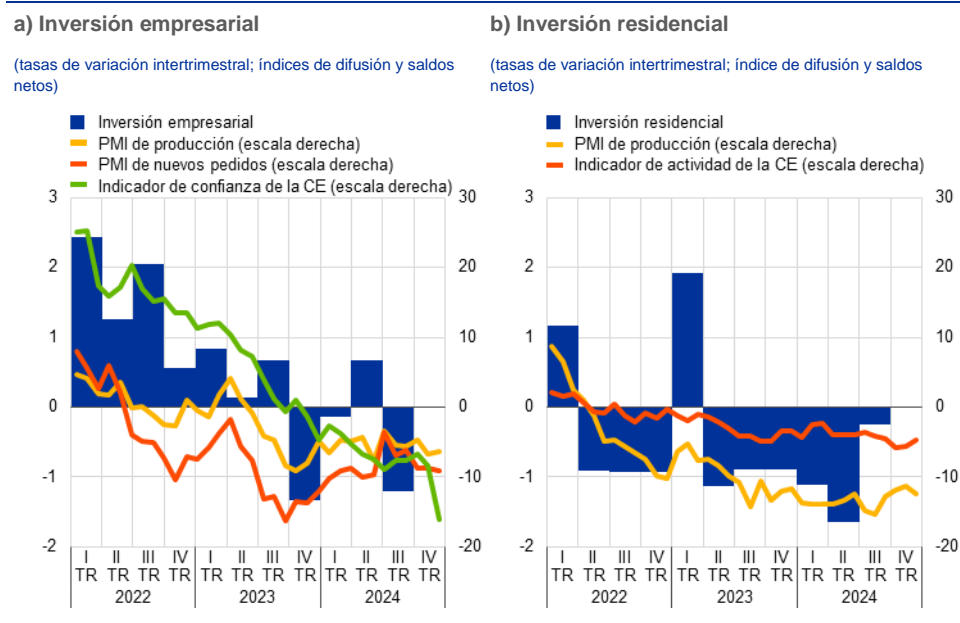 a) Inversión empresarial
(tasas de variación intertrimestral; índices de difusión y saldos
netos)
Inversión empresarial
PMI de producción (escala derecha)
PMI de nuevos pedidos (escala derecha)
Indicador de confianza de la CE (escala derecha)
3 30
2 20
1 10
0 0
-1 -10
-2 -20
I II III IV I II III IV I II III IV
TR TR TR TR TR TR TR TR TR TR TR TR
2022 2023 2024
b) Inversión residencial
(tasas de variación intertrimestral; índice de difusión y saldos
netos)
Inversión residencial
PMI de producción (escala derecha)
Indicador de actividad de la CE (escala derecha)
3 30
2 20
1 10
0 0
-1 -10
-2 -20
I II III IV I II III IV I II III IV
TR TR TR TR TR TR TR TR TR TR TR TR
2022 2023 2024